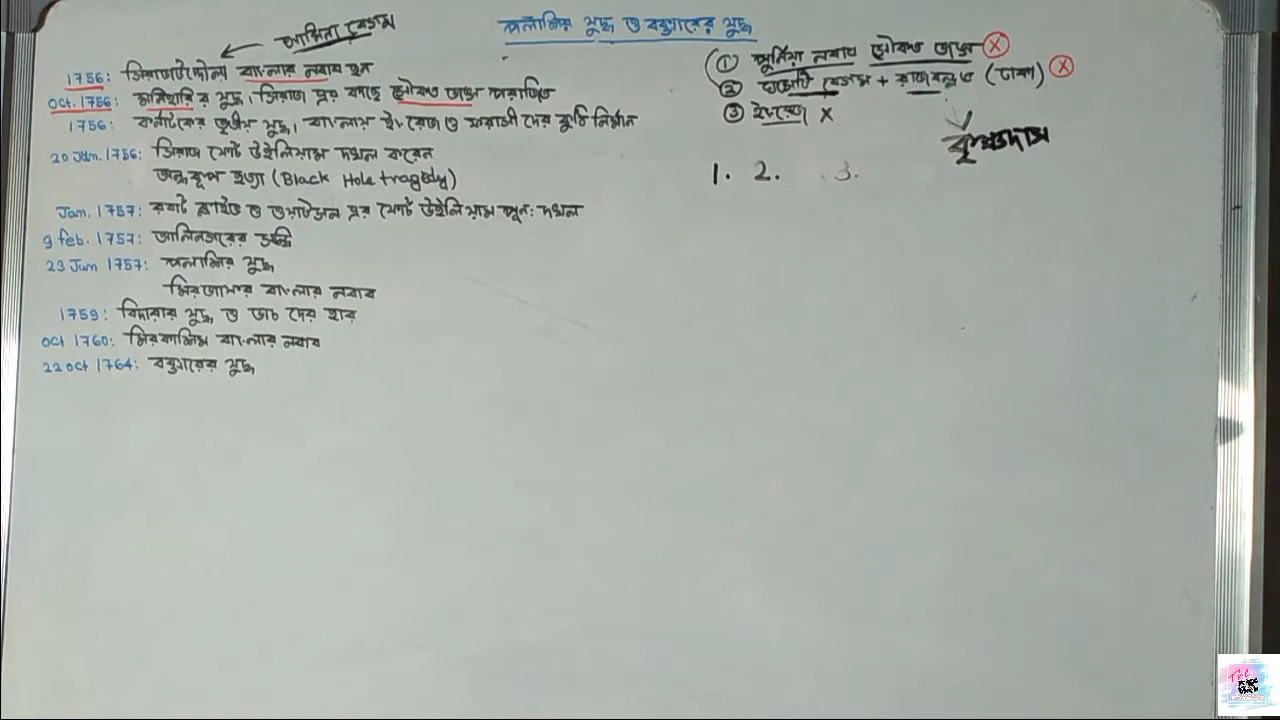 আমিনা বেগম
পলাশির যুদ্ধ ও বক্সারের যুদ্ধ
1756: সিরাজউদ্দৌলা বাংলার নবাব হন
Oct. 1756: মনিহারির যুদ্ধ। সিরাজ এর কাছে সৌকত জঙ্গ পরাজিত
1756: কর্নাটকের তৃতীয় যুদ্ধ। বাংলায় ইংরেজ ও ফরাসী দের দুর্গ নির্মান
20 Jun. 1756: সিরাজ ফোর্ট উইলিয়াম দখল করেন
অন্ধকূপ হত্যা (Black Hole tragedy)
Jan. 1757: রবার্ট ক্লাইভ ও ওয়াটসন এর ফোর্ট উইলিয়াম পুন: দখল
9 feb. 1757: আলিনগরের সন্ধি
23 Jun 1757: পলাশির যুদ্ধ
মিরজাফর বাংলার নবাব
1759: বিদারার যুদ্ধ ও ডাচ দের হার
Oct 1760: মিরকাশিম বাংলার নবাব
22 Oct 1764: বক্সারের যুদ্ধ
① পুর্নিয়া নবাব সৌকত জঙ্গ X
② ঘসেটি বেগম + রাজবল্লভ (ঢাকা) X
③ ইংরেজ X
কৃষ্ণদাস
1. 2. 3.